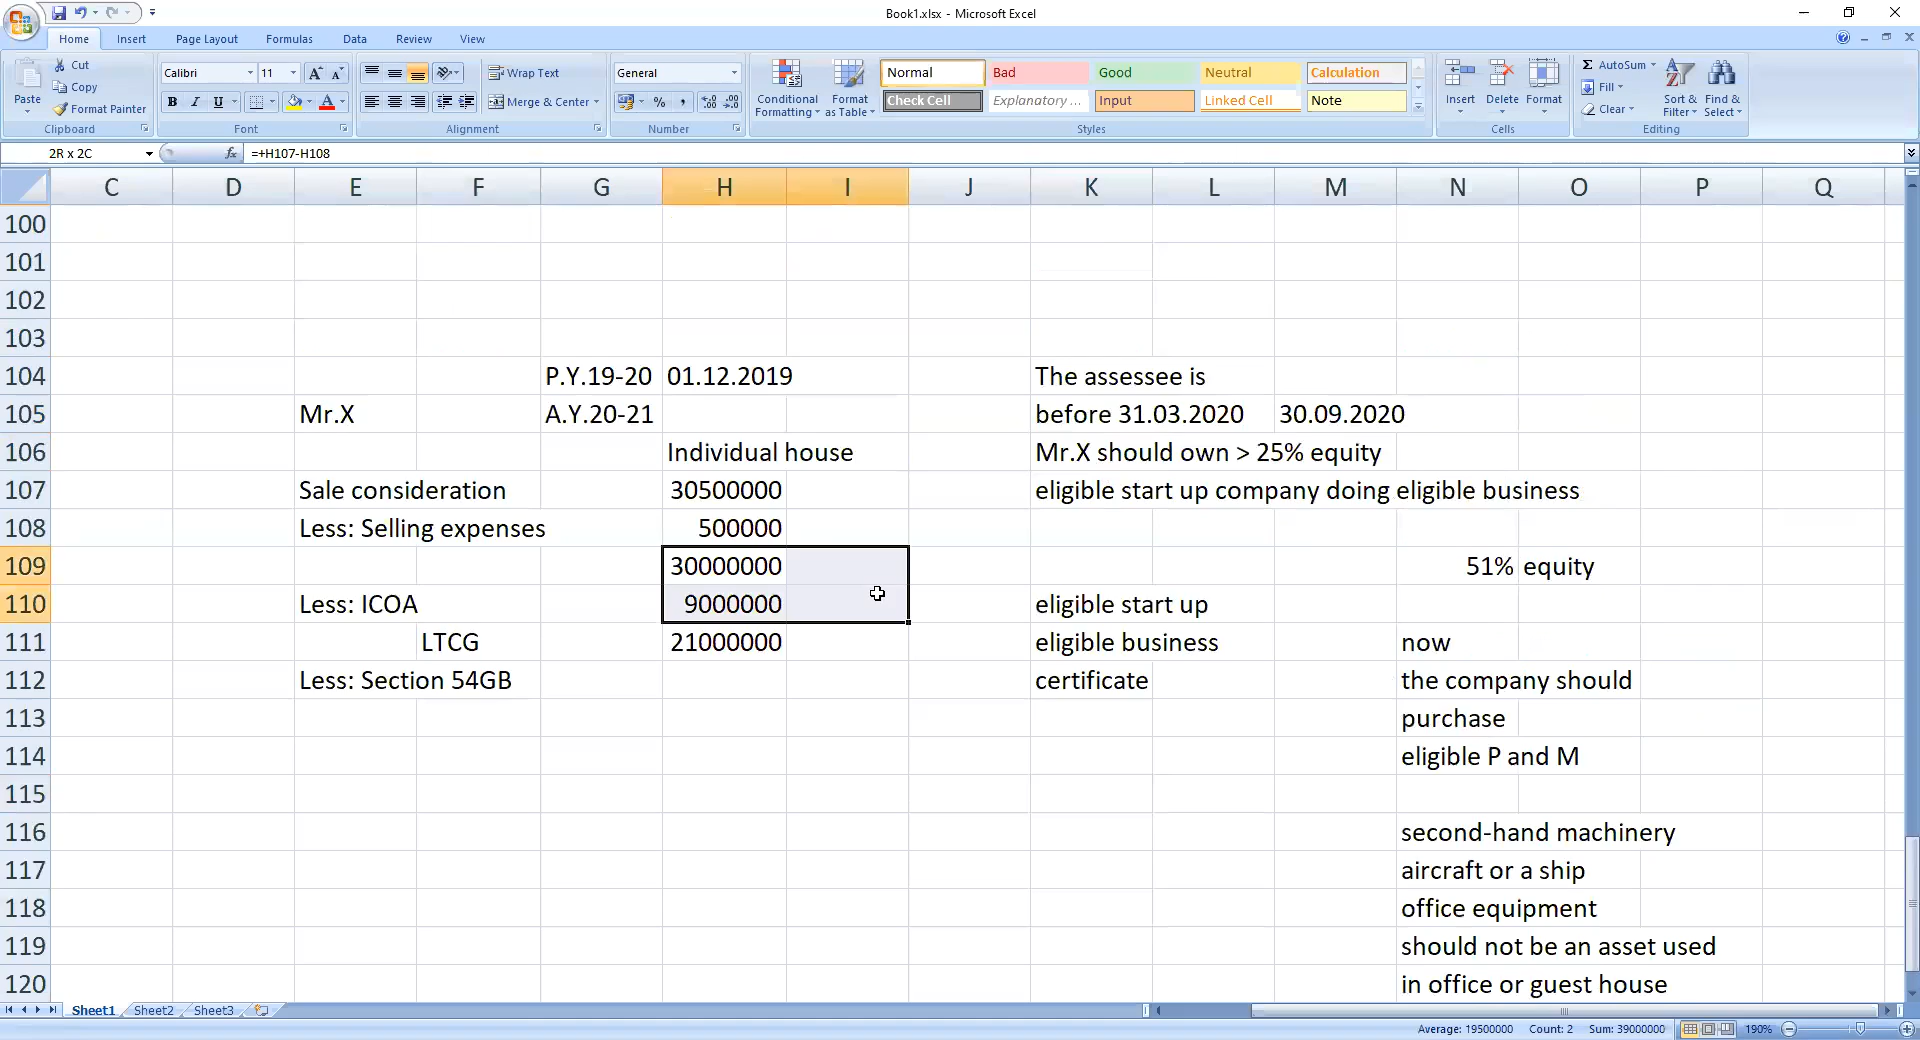 Book1.xlsx - Microsoft Excel
Home Insert Page Layout Formulas Data Review View
Paste
Cut
Copy
Format Painter
Clipboard
Calibri 11
B I U
Font
Wrap Text
Merge & Center
Alignment
General
Number
Conditional Formatting
Format as Table
Normal Bad Good Neutral Calculation
Check Cell Explanatory ... Input Linked Cell Note
Styles
Insert Delete Format
Cells
Σ AutoSum
Fill
Clear
Sort & Filter
Find & Select
Editing
2R x 2C fx =+H107-H108
C D E F G H I J K L M N O P Q
100
101
102
103
104 P.Y.19-20 01.12.2019 The assessee is
105 Mr.X A.Y.20-21 before 31.03.2020 30.09.2020
106 Individual house Mr.X should own > 25% equity
107 Sale consideration 30500000 eligible start up company doing eligible business
108 Less: Selling expenses 500000
109 30000000 51% equity
110 Less: ICOA 9000000 eligible start up
111 LTCG 21000000 eligible business now
112 Less: Section 54GB certificate the company should
113 purchase
114 eligible P and M
115
116 second-hand machinery
117 aircraft or a ship
118 office equipment
119 should not be an asset used
120 in office or guest house
Sheet1 Sheet2 Sheet3
Average: 19500000 Count: 2 Sum: 39000000 190%